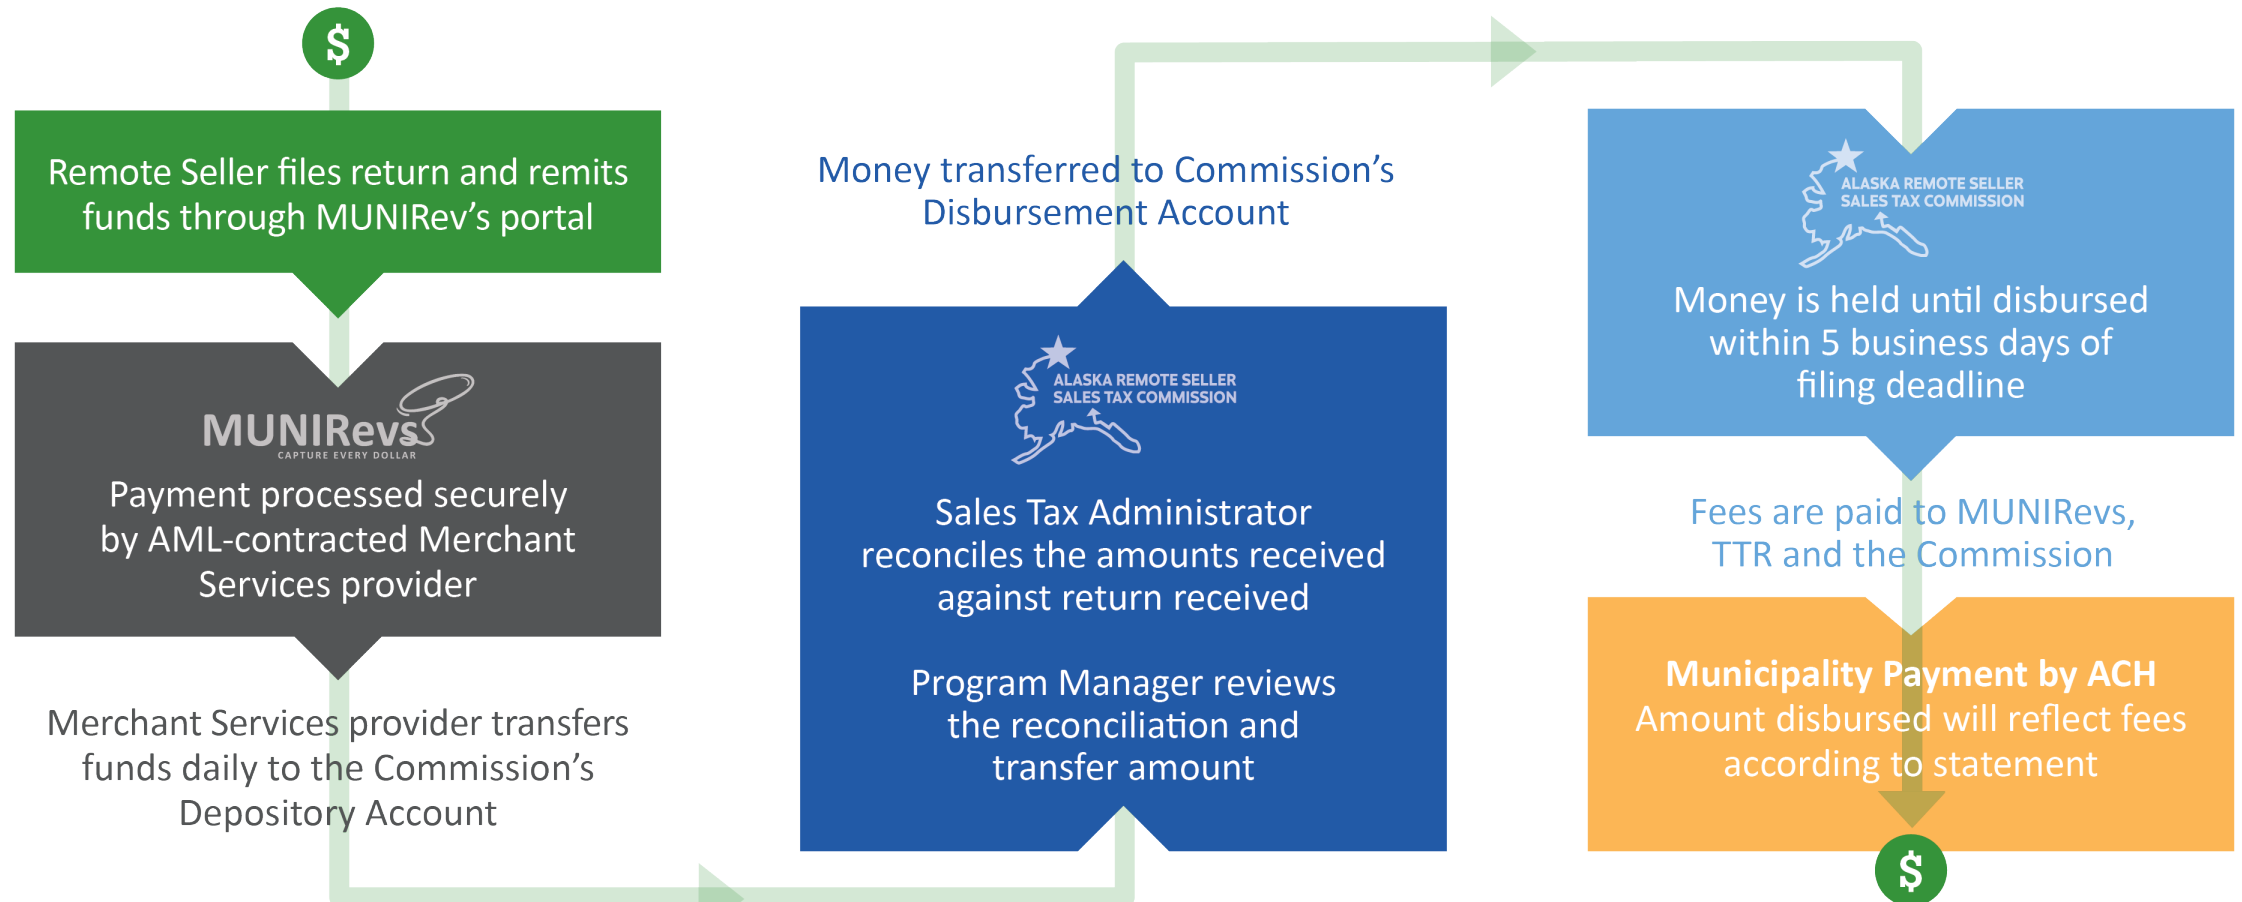 $
Remote Seller files return and remits
funds through MUNIRev’s portal
MUNIRevs
CAPTURE EVERY DOLLAR
Payment processed securely
by AML-contracted Merchant
Services provider
Merchant Services provider transfers
funds daily to the Commission’s
Depository Account
Money transferred to Commission’s
Disbursement Account
ALASKA REMOTE SELLER
SALES TAX COMMISSION
Sales Tax Administrator
reconciles the amounts received
against return received
Program Manager reviews
the reconciliation and
transfer amount
ALASKA REMOTE SELLER
SALES TAX COMMISSION
Money is held until disbursed
within 5 business days of
filing deadline
Fees are paid to MUNIRevs,
TTR and the Commission
Municipality Payment by ACH
Amount disbursed will reflect fees
according to statement
$